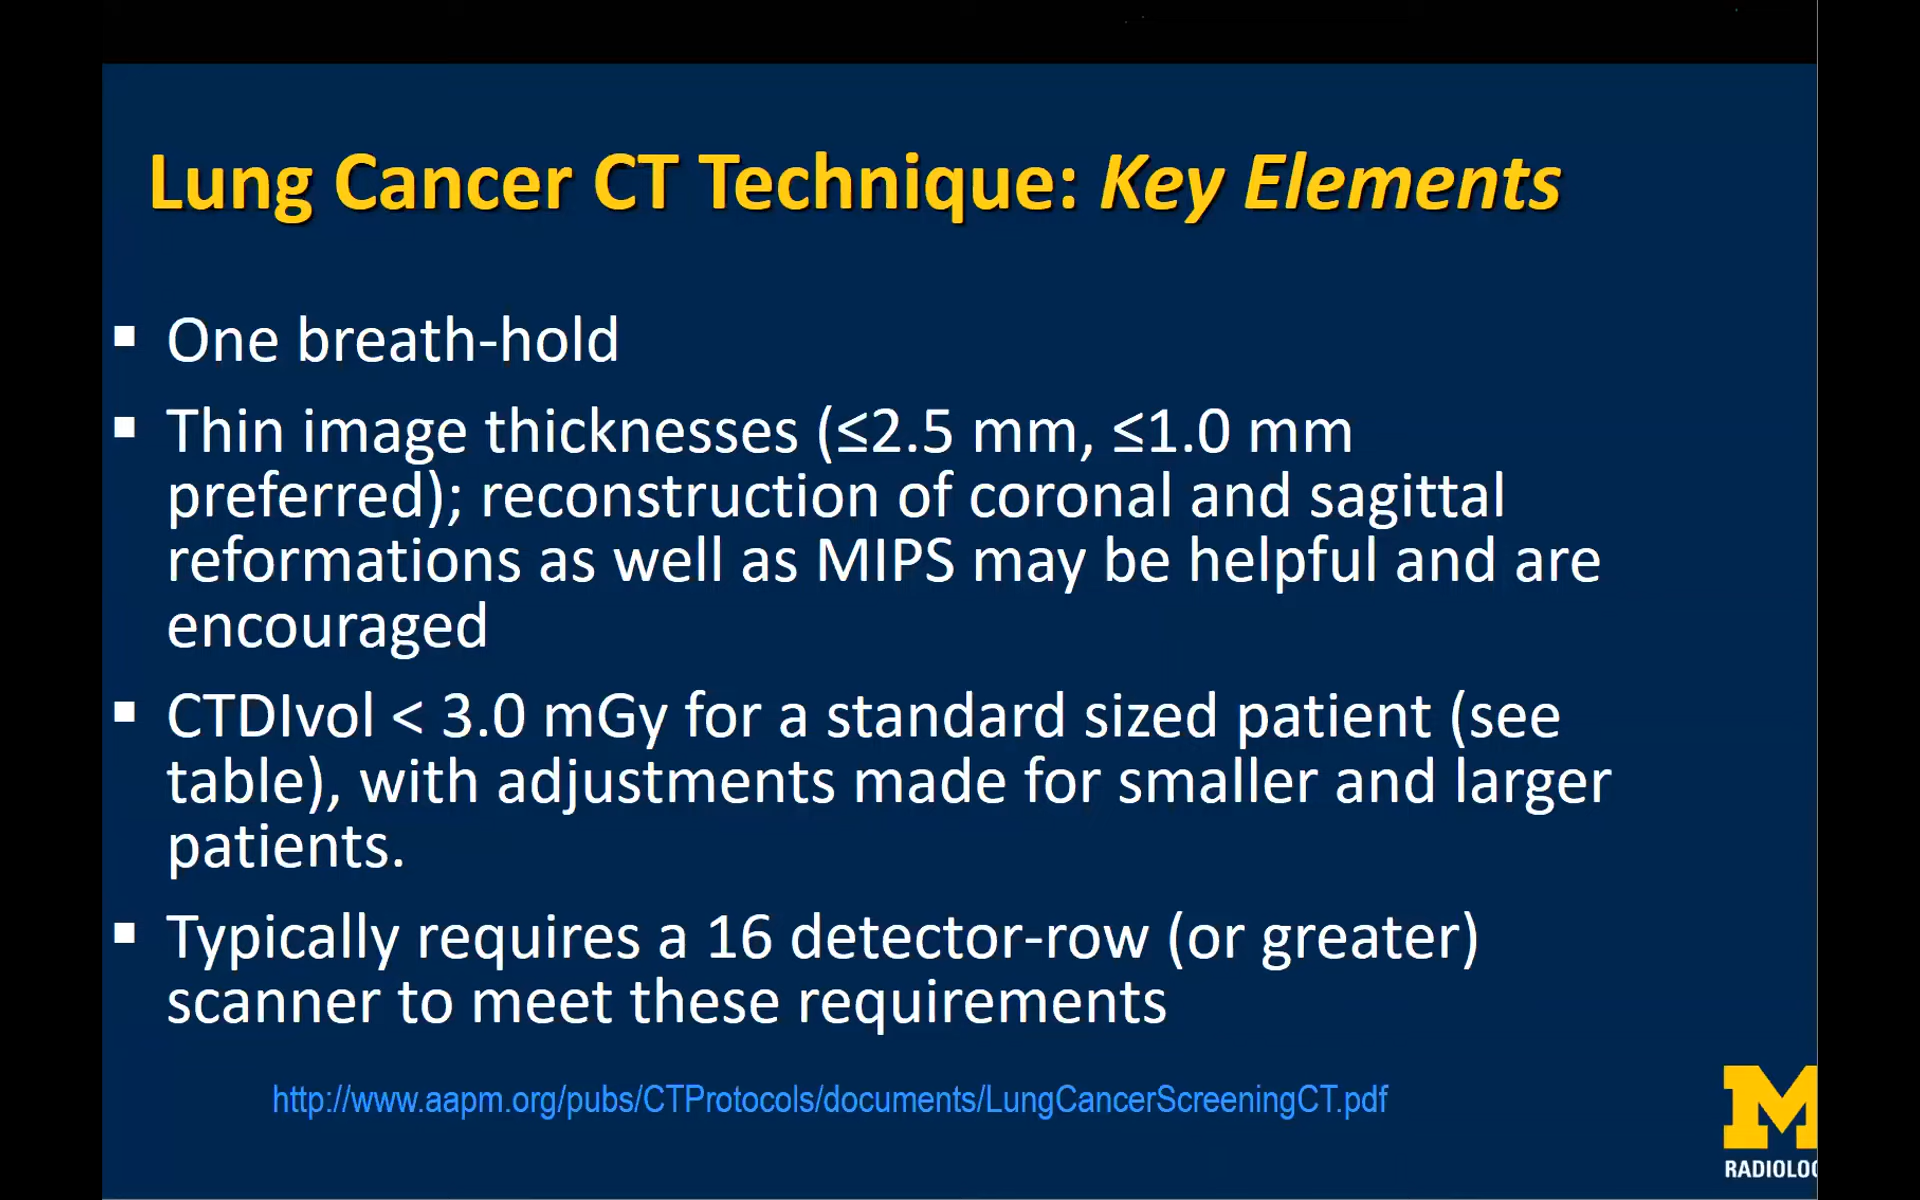 Lung Cancer CT Technique: Key Elements
▪ One breath-hold
▪ Thin image thicknesses (≤2.5 mm, ≤1.0 mm
preferred); reconstruction of coronal and sagittal
reformations as well as MIPS may be helpful and are
encouraged
▪ CTDIvol < 3.0 mGy for a standard sized patient (see
table), with adjustments made for smaller and larger
patients.
▪ Typically requires a 16 detector-row (or greater)
scanner to meet these requirements
http://www.aapm.org/pubs/CTProtocols/documents/LungCancerScreeningCT.pdf
M
RADIOLO